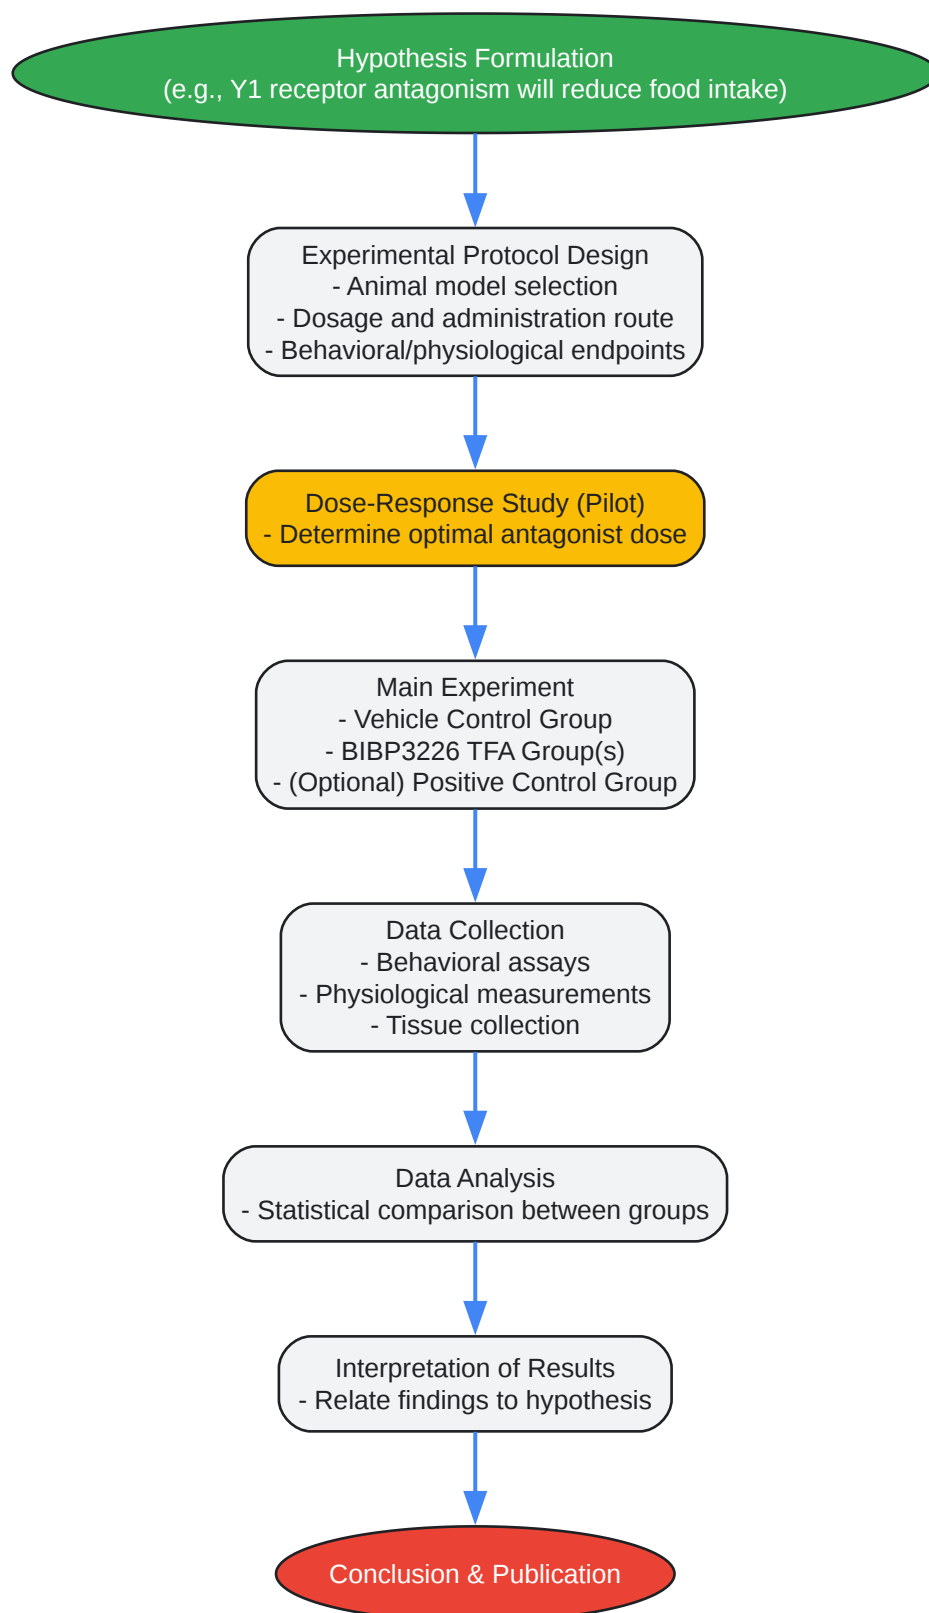 Hypothesis Formulation
(e.g., Y1 receptor antagonism will reduce food intake)
Experimental Protocol Design
- Animal model selection
- Dosage and administration route
- Behavioral/physiological endpoints
Dose-Response Study (Pilot)
- Determine optimal antagonist dose
Main Experiment
- Vehicle Control Group
- BIBP3226 TFA Group(s)
- (Optional) Positive Control Group
Data Collection
- Behavioral assays
- Physiological measurements
- Tissue collection
Data Analysis
- Statistical comparison between groups
Interpretation of Results
- Relate findings to hypothesis
Conclusion & Publication